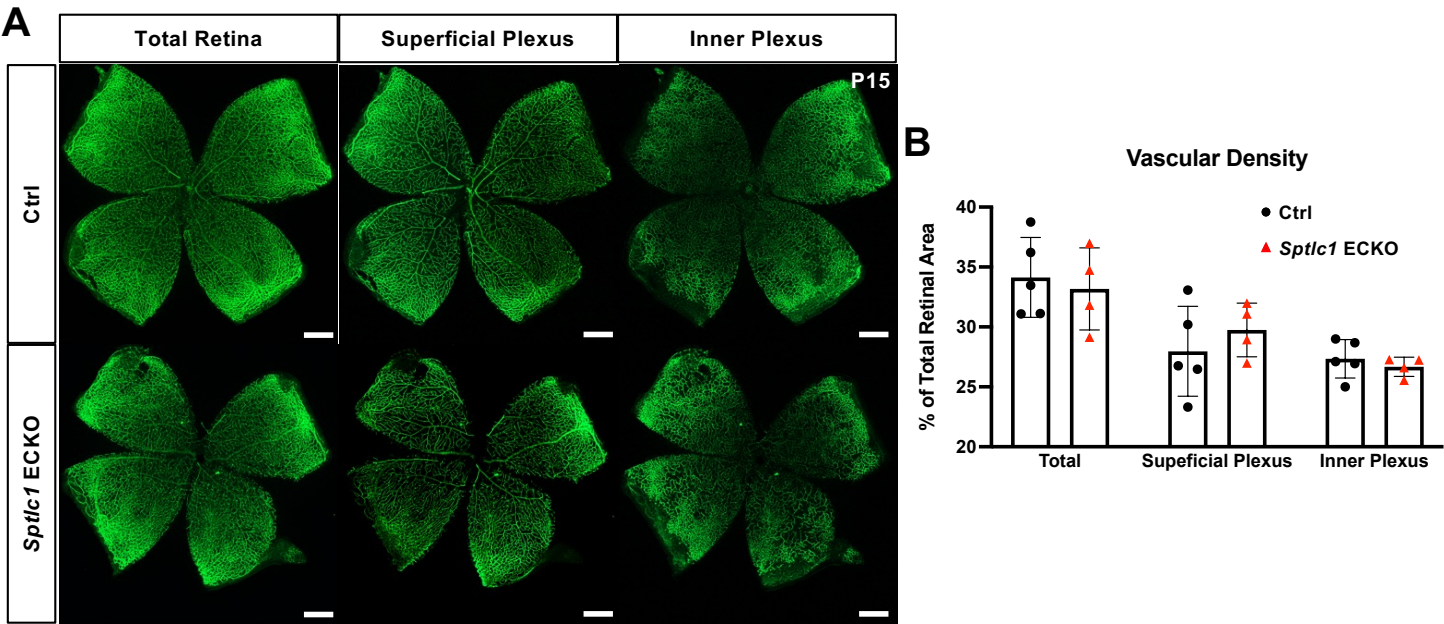 A
Total Retina
Superficial Plexus
Inner Plexus
P15
Ctrl
Sptlc1 ECKO
B
Vascular Density
Ctrl
Sptlc1 ECKO
% of Total Retinal Area
40
35
30
25
20
Total
Supeficial Plexus
Inner Plexus